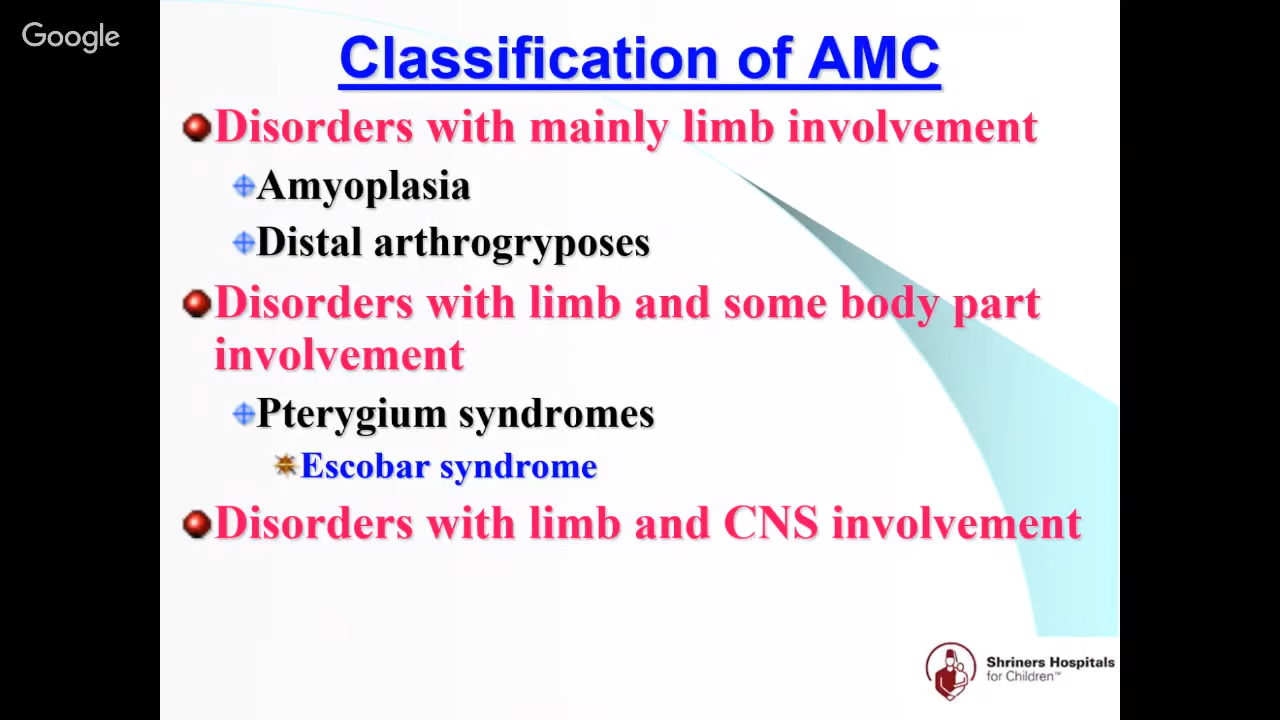 Google
Classification of AMC
Disorders with mainly limb involvement
Amyoplasia
Distal arthrogryposes
Disorders with limb and some body part
involvement
Pterygium syndromes
Escobar syndrome
Disorders with limb and CNS involvement
Shriners Hospitals
for Children™